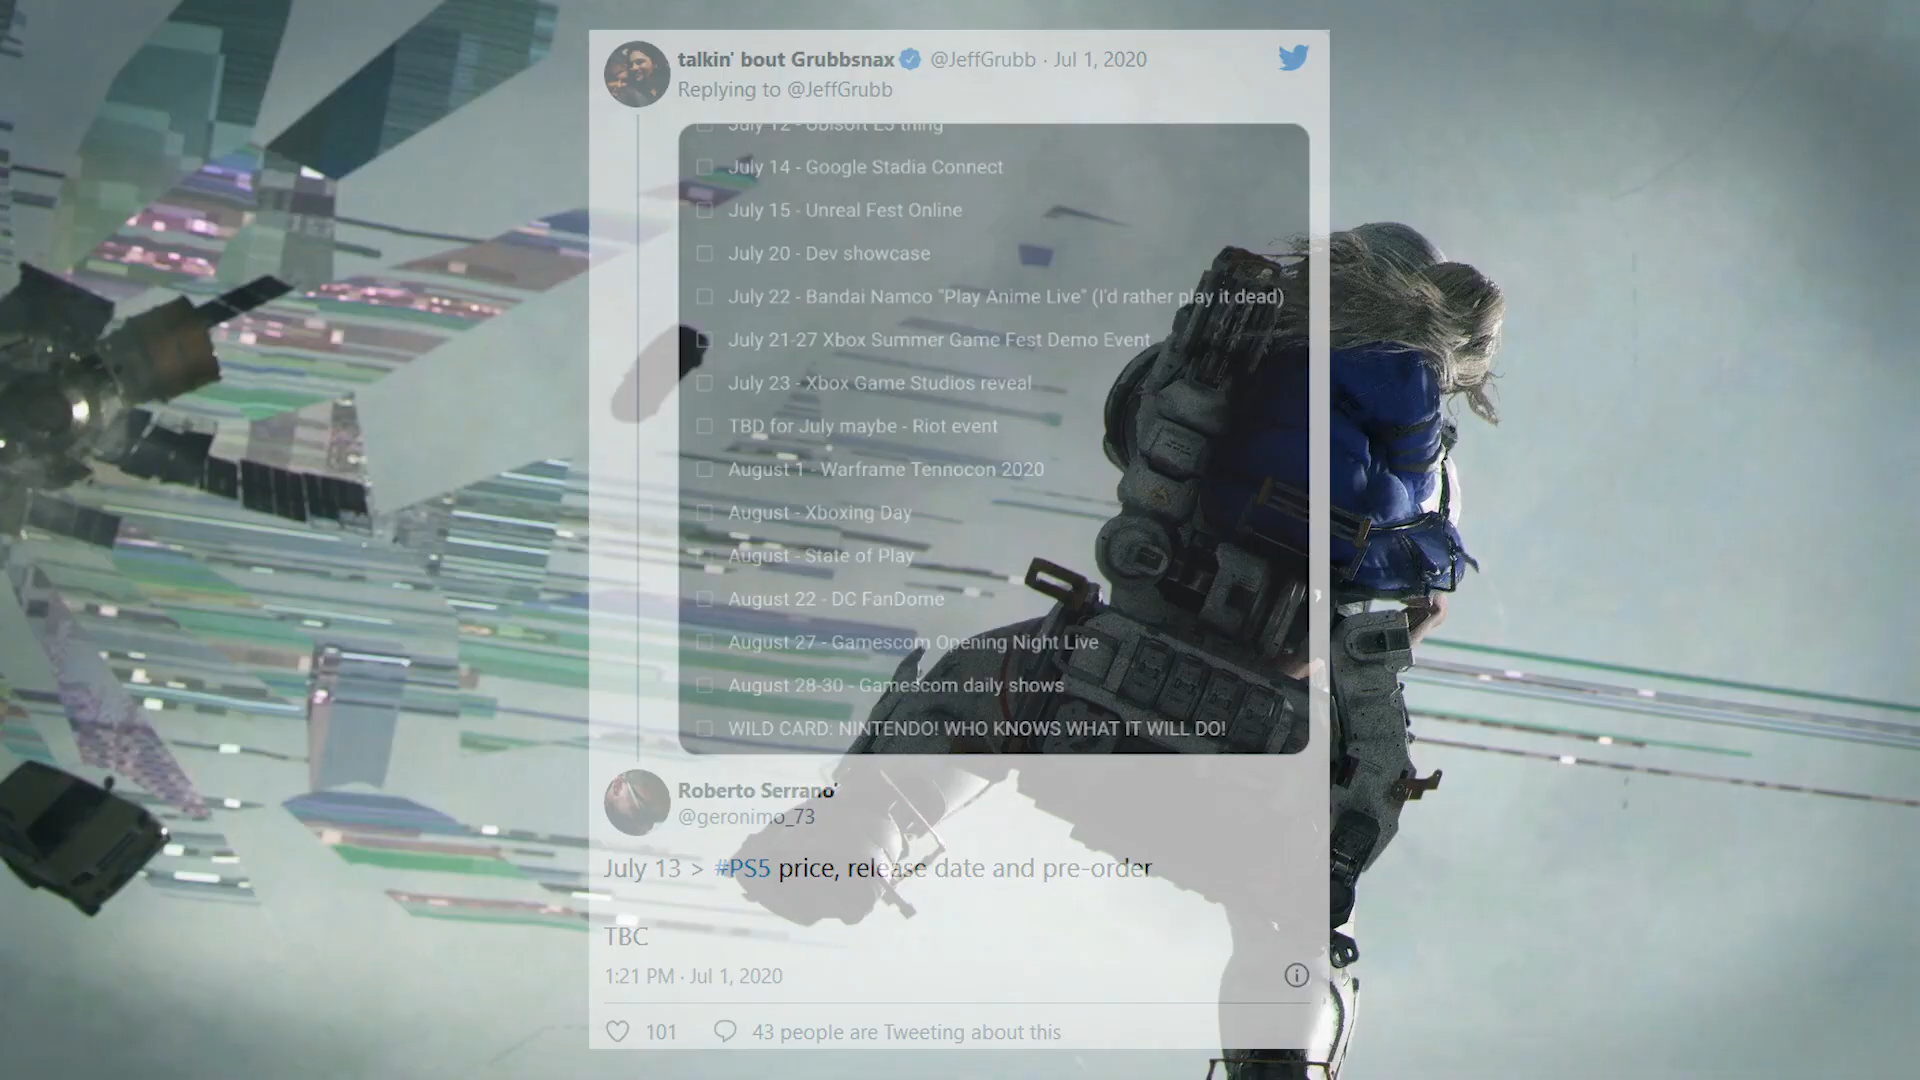 talkin' bout Grubbsnax @JeffGrubb · Jul 1, 2020
Replying to @JeffGrubb
July 12 - Ubisoft E3 thing
July 14 - Google Stadia Connect
July 15 - Unreal Fest Online
July 20 - Dev showcase
July 22 - Bandai Namco "Play Anime Live" (I'd rather play it dead)
July 21-27 Xbox Summer Game Fest Demo Event
July 23 - Xbox Game Studios reveal
TBD for July maybe - Riot event
August 1 - Warframe Tennocon 2020
August - Xboxing Day
August - State of Play
August 22 - DC FanDome
August 27 - Gamescom Opening Night Live
August 28-30 - Gamescom daily shows
WILD CARD: NINTENDO! WHO KNOWS WHAT IT WILL DO!
Roberto Serrano'
@geronimo_73
July 13 > #PS5 price, release date and pre-order
TBC
1:21 PM · Jul 1, 2020
101 43 people are Tweeting about this